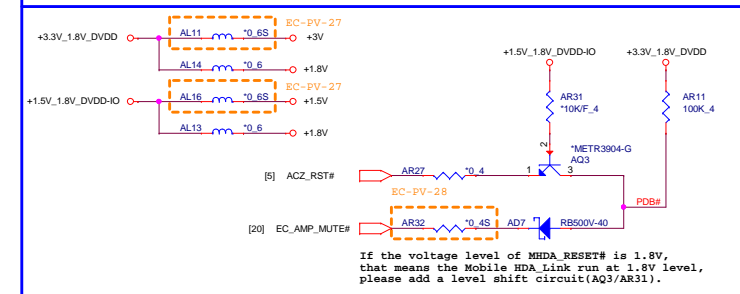 EC-PV-27
+3.3V_1.8V_DVDD AL11 *0_6S +3V
AL14 *0_6 +1.8V
EC-PV-27
+1.5V_1.8V_DVDD-IO AL16 *0_6S +1.5V
AL13 *0_6 +1.8V
+1.5V_1.8V_DVDD-IO +3.3V_1.8V_DVDD
AR31
*10K/F_4
AR11
100K_4
2
*METR3904-G
AQ3
[5] ACZ_RST# AR27 *0_4 1 3
EC-PV-28
PDB#
[20] EC_AMP_MUTE# AR32 *0_4S AD7 RB500V-40
If the voltage level of MHDA_RESET# is 1.8V,
that means the Mobile HDA_Link run at 1.8V level,
please add a level shift circuit(AQ3/AR31).